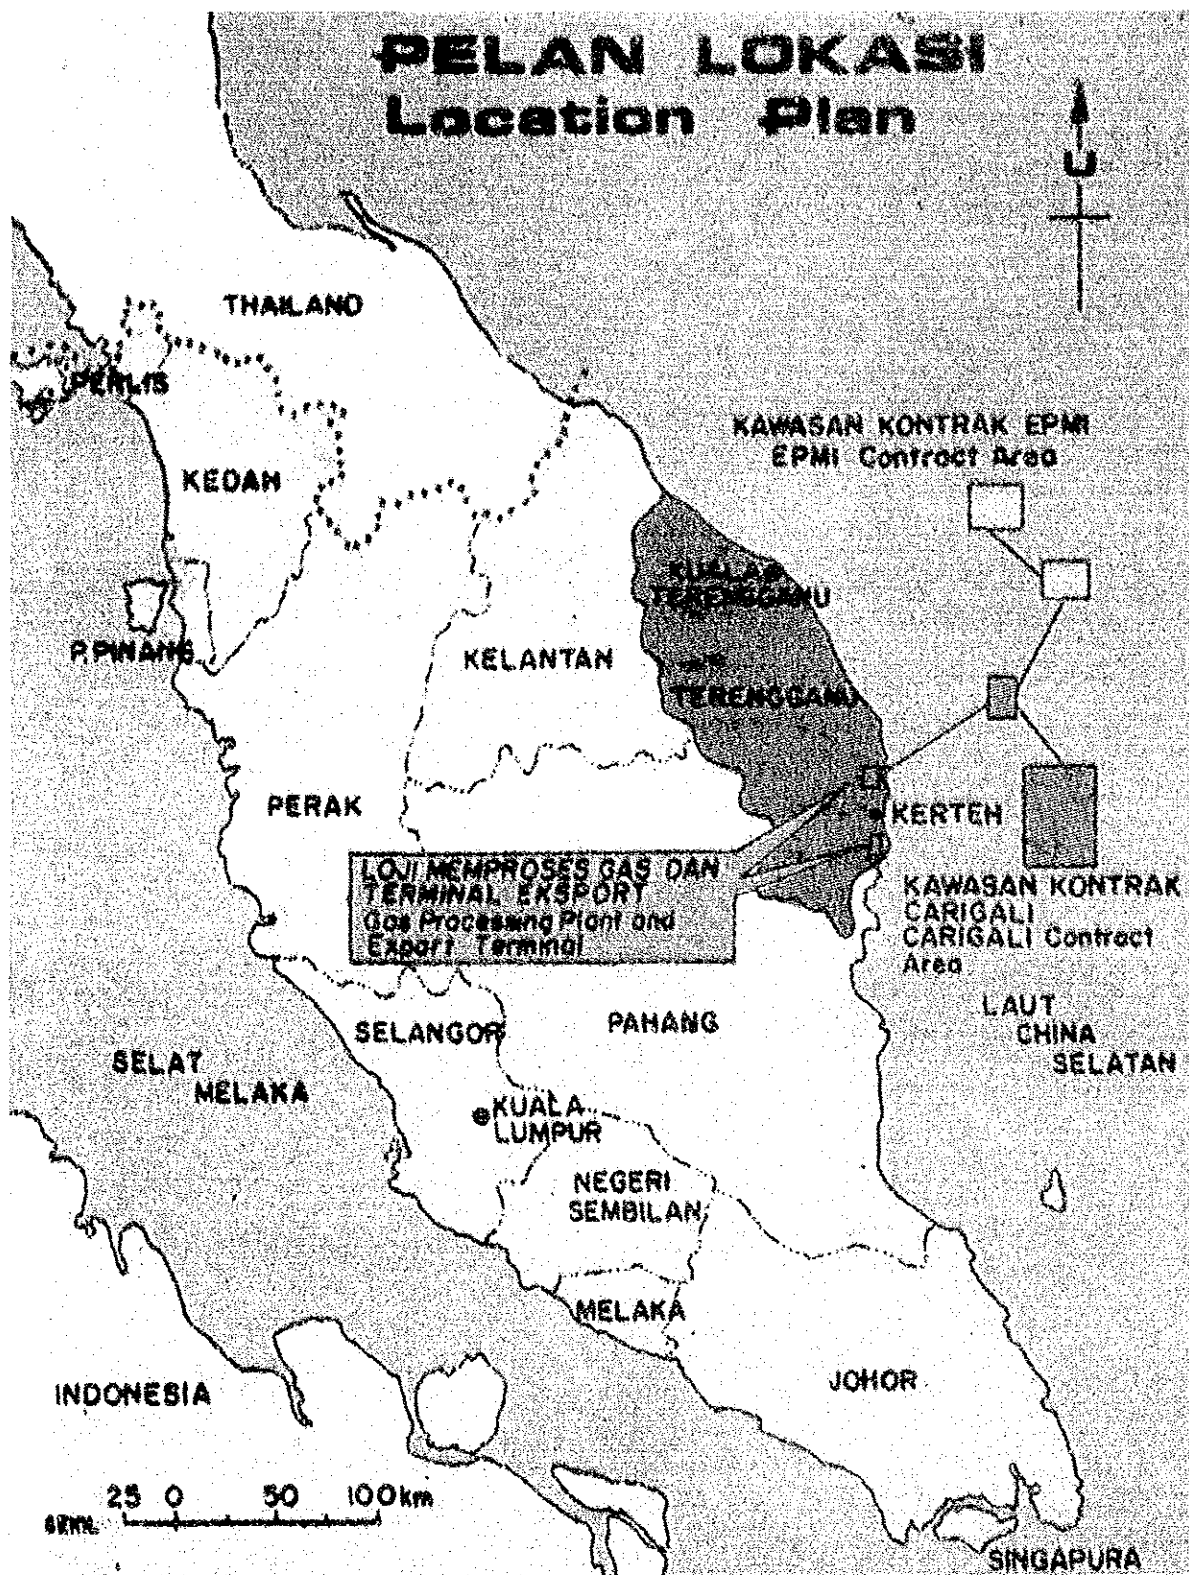 PELAN LOKASI
Location Plan
U
THAILAND
PERLIS
KAWASAN KONTRAK EPMI
EPMI Contract Area
KEDAH
KUALA
TERENGGANU
P. PINANG
KELANTAN
TERENGGANU
PERAK
KERTEH
LOJI MEMPROSES GAS DAN
TERMINAL EKSPORT
Gas Processing Plant and
Export Terminal
KAWASAN KONTRAK
CARIGALI
CARIGALI Contract
Area
LAUT
CHINA
SELATAN
SELANGOR
PAHANG
SELAT
MELAKA
KUALA
LUMPUR
NEGERI
SEMBILAN
MELAKA
JOHOR
INDONESIA
25 0 50 100km
SINGAPURA